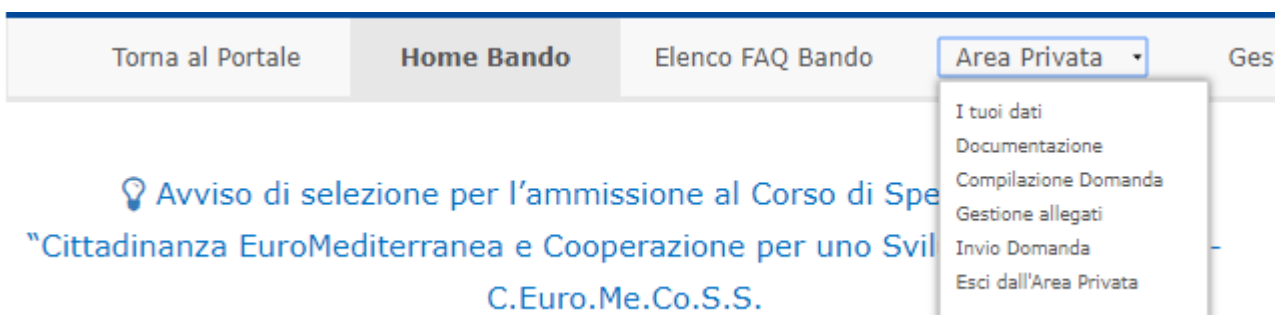 Torna al Portale Home Bando Elenco FAQ Bando Area Privata
I tuoi dati
Documentazione
Compilazione Domanda
Gestione allegati
Invio Domanda
Esci dall'Area Privata
Avviso di selezione per l’ammissione al Corso di
“Cittadinanza EuroMediterranea e Cooperazione per uno -
C.Euro.Me.Co.S.S.